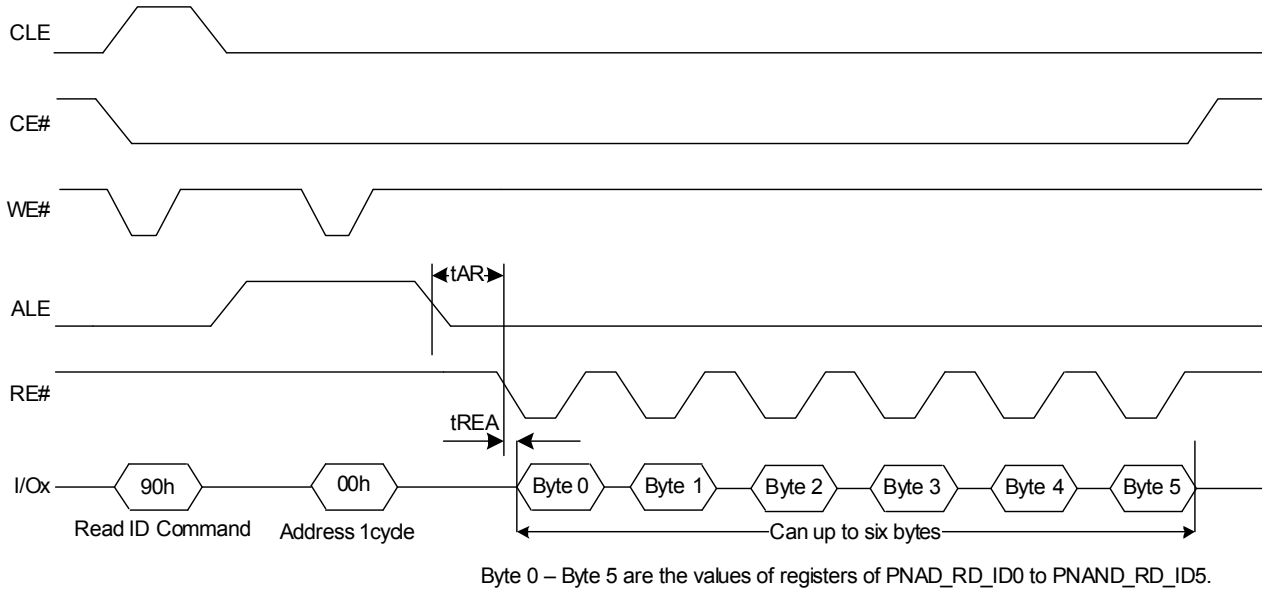 CLE
CE#
WE#
tAR
ALE
RE#
tREA
I/Ox
90h
00h
Byte 0
Byte 1
Byte 2
Byte 3
Byte 4
Byte 5
Read ID Command
Address 1cycle
Can up to six bytes
Byte 0 – Byte 5 are the values of registers of PNAD_RD_ID0 to PNAND_RD_ID5.